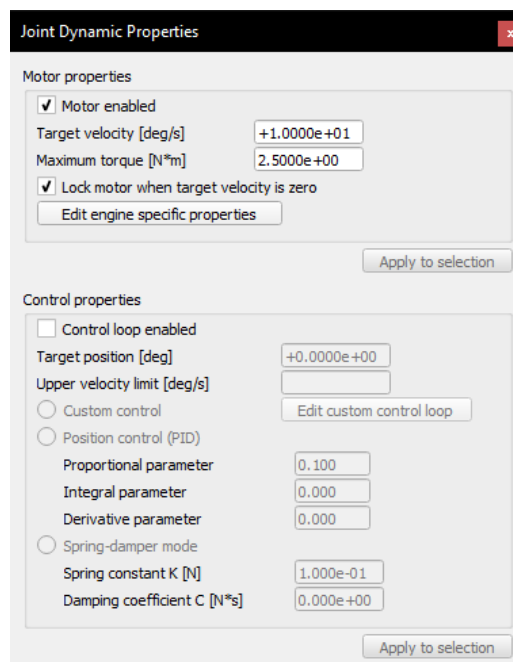 Joint Dynamic Properties x
Motor properties
Motor enabled
Target velocity [deg/s] +1.0000e+01
Maximum torque [N*m] 2.5000e+00
Lock motor when target velocity is zero
Edit engine specific properties
Apply to selection
Control properties
Control loop enabled
Target position [deg] +0.0000e+00
Upper velocity limit [deg/s]
Custom control Edit custom control loop
Position control (PID)
Proportional parameter 0.100
Integral parameter 0.000
Derivative parameter 0.000
Spring-damper mode
Spring constant K [N] 1.000e-01
Damping coefficient C [N*s] 0.000e+00
Apply to selection